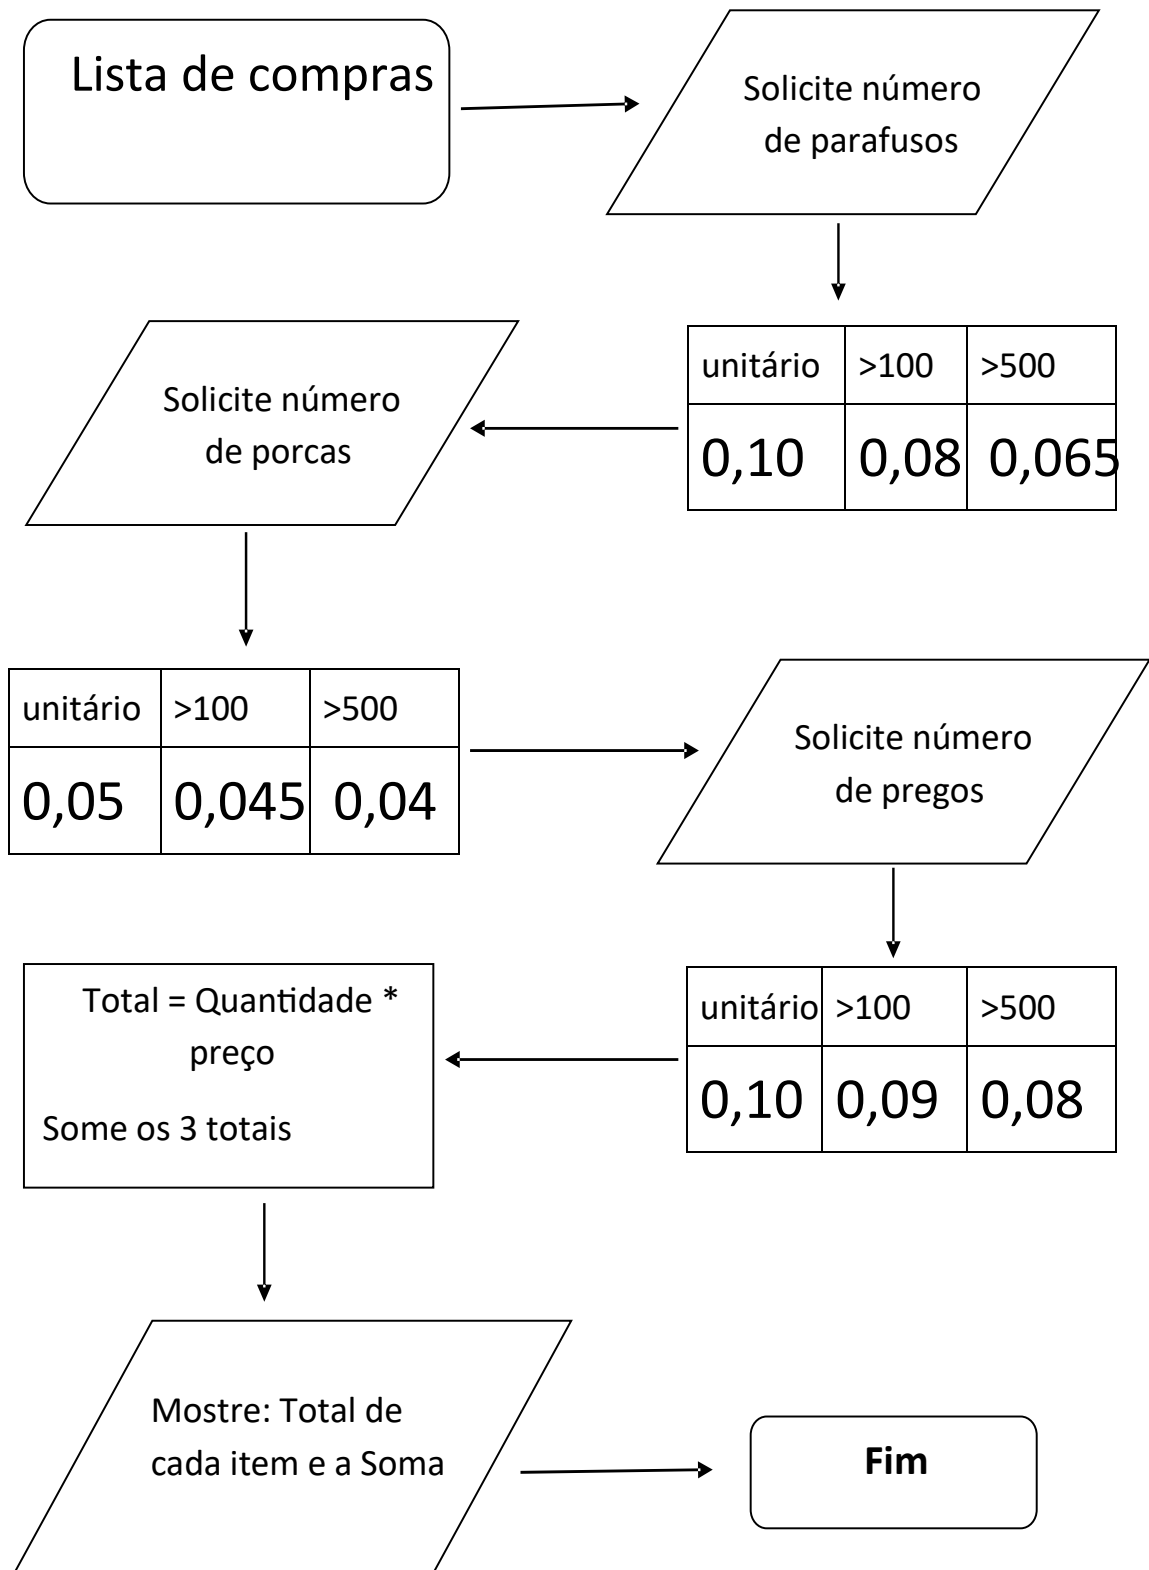 Lista de compras
Solicite número
de parafusos
unitário >100 >500
0,10 0,08 0,065
Solicite número
de porcas
unitário >100 >500
0,05 0,045 0,04
Solicite número
de pregos
unitário >100 >500
0,10 0,09 0,08
Total = Quantidade *
preço
Some os 3 totais
Mostre: Total de
cada item e a Soma
Fim